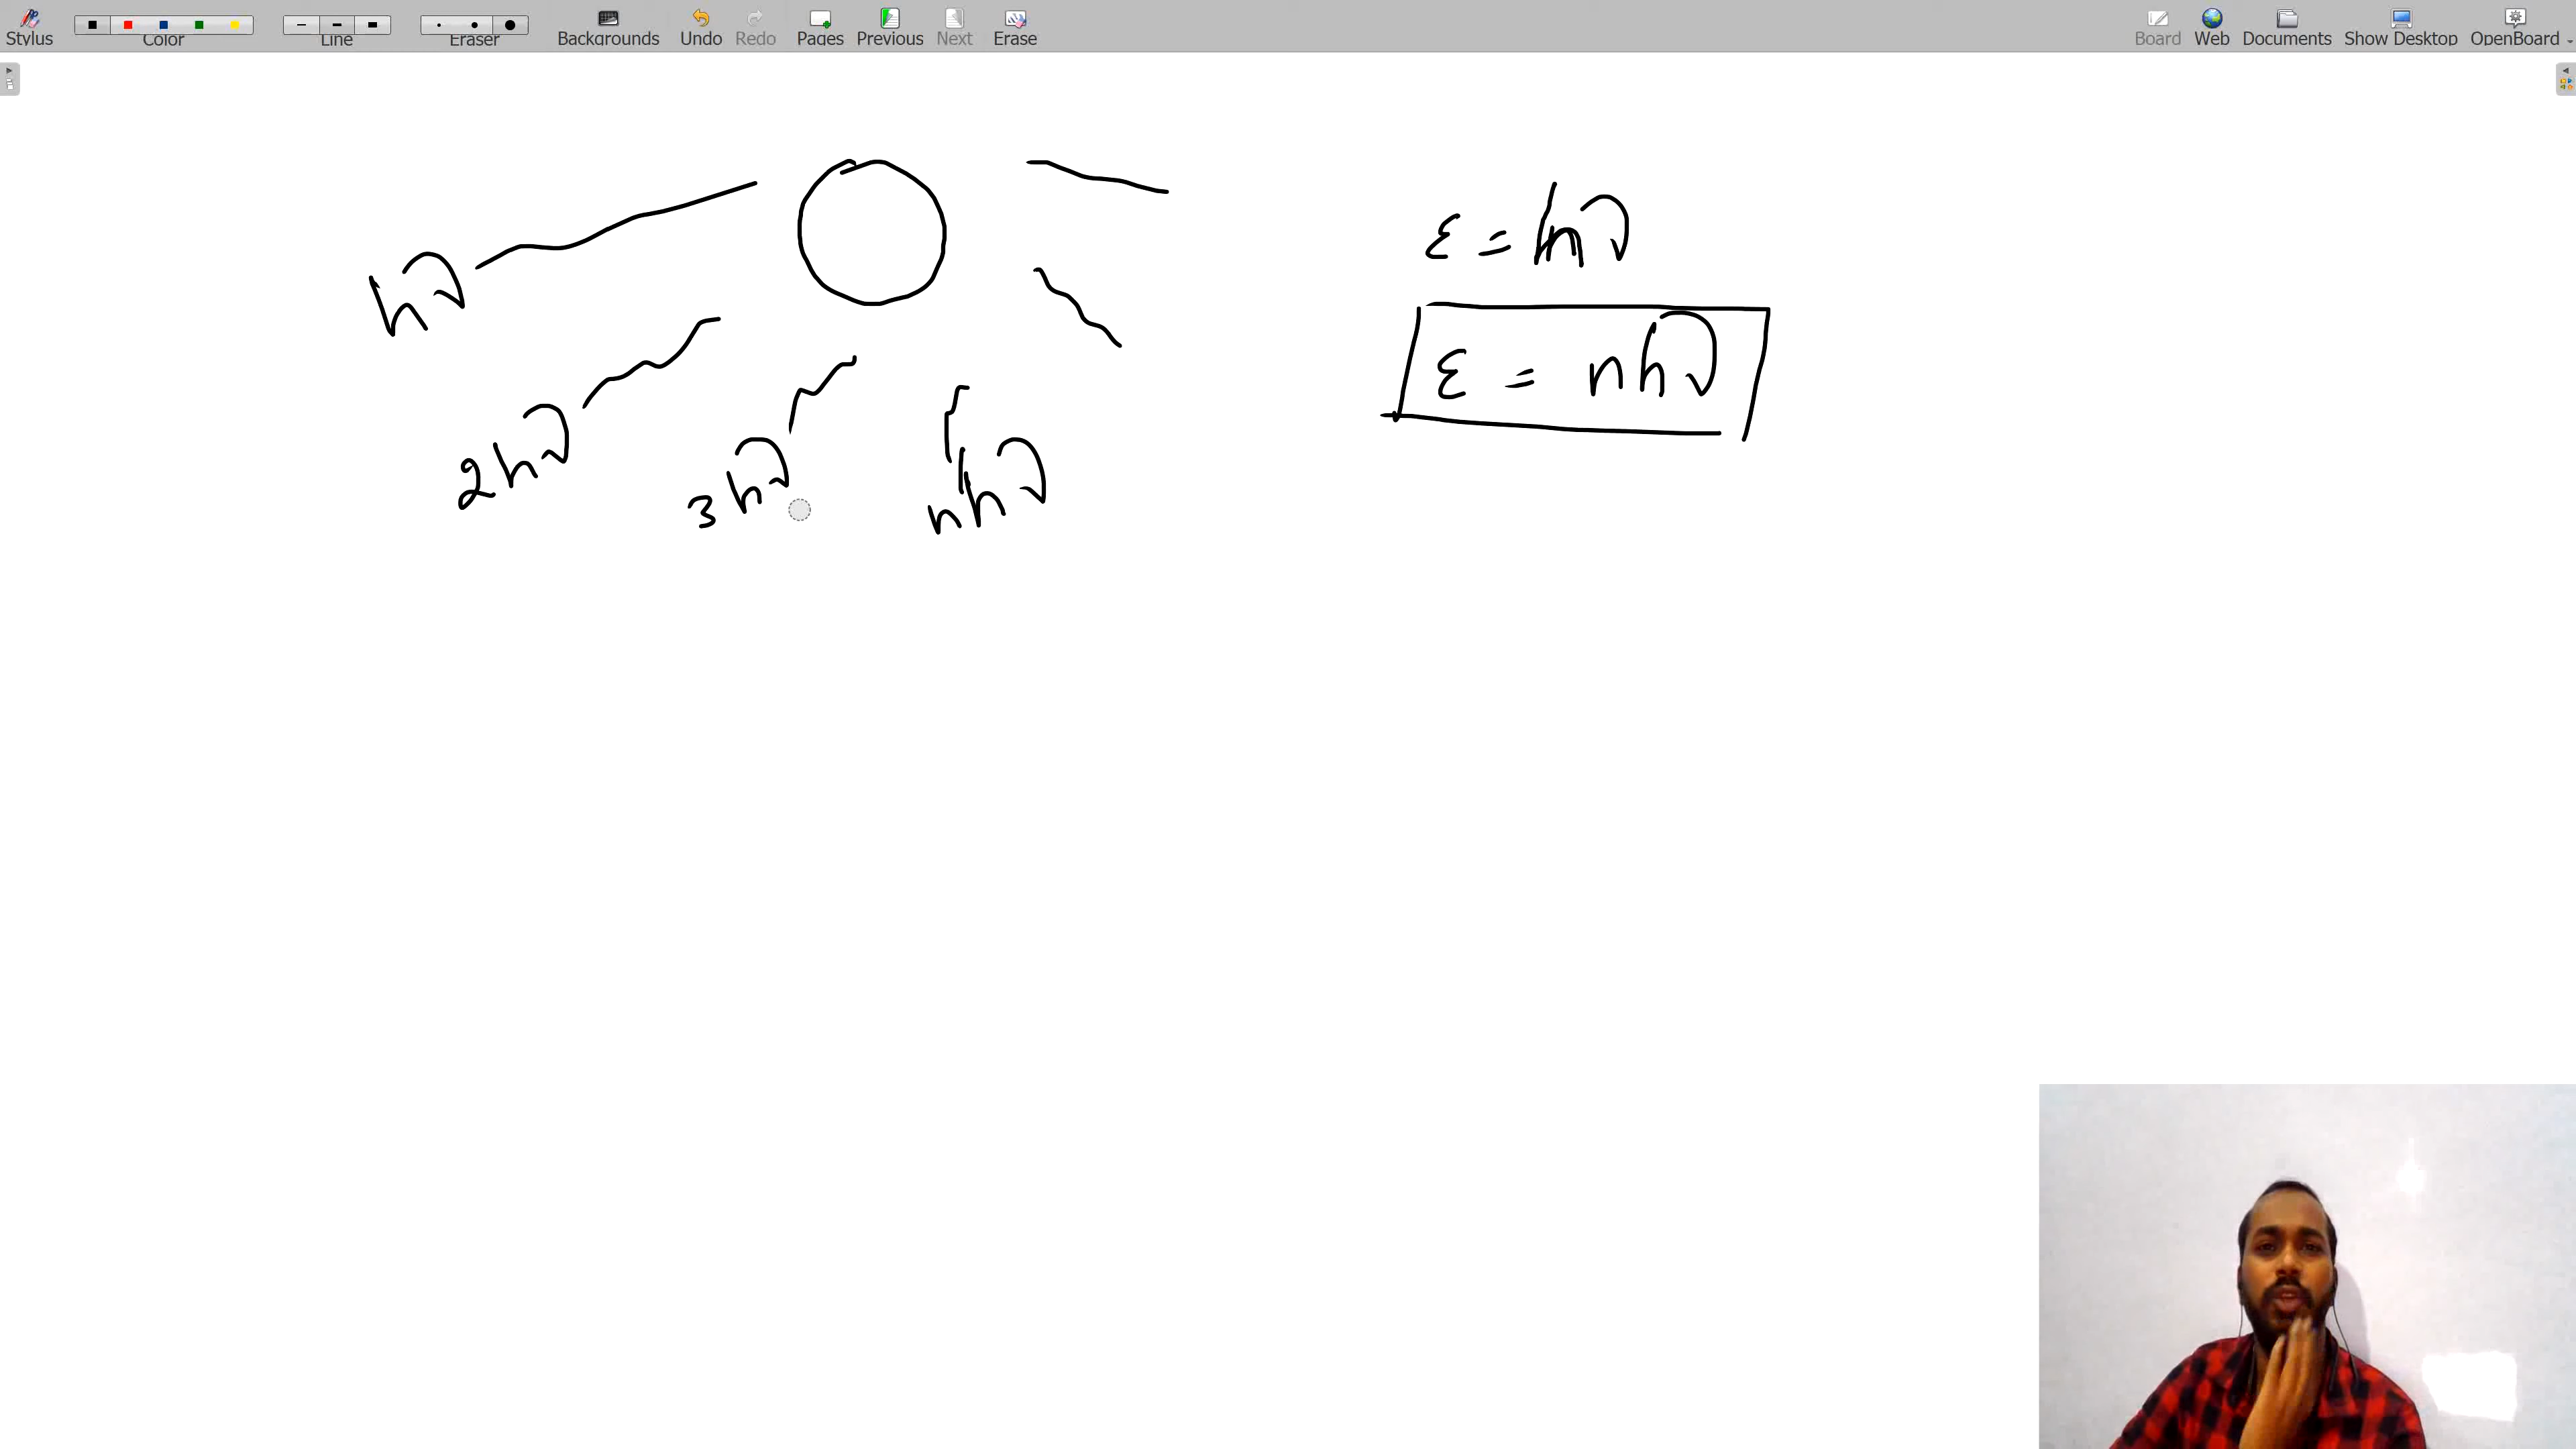 Stylus
Color
Line
Eraser
Backgrounds
Undo
Redo
Pages
Previous
Next
Erase
Board
Web
Documents
Show Desktop
OpenBoard
hν
2hν
3hν
nhν
ε = hν
ε = nhν